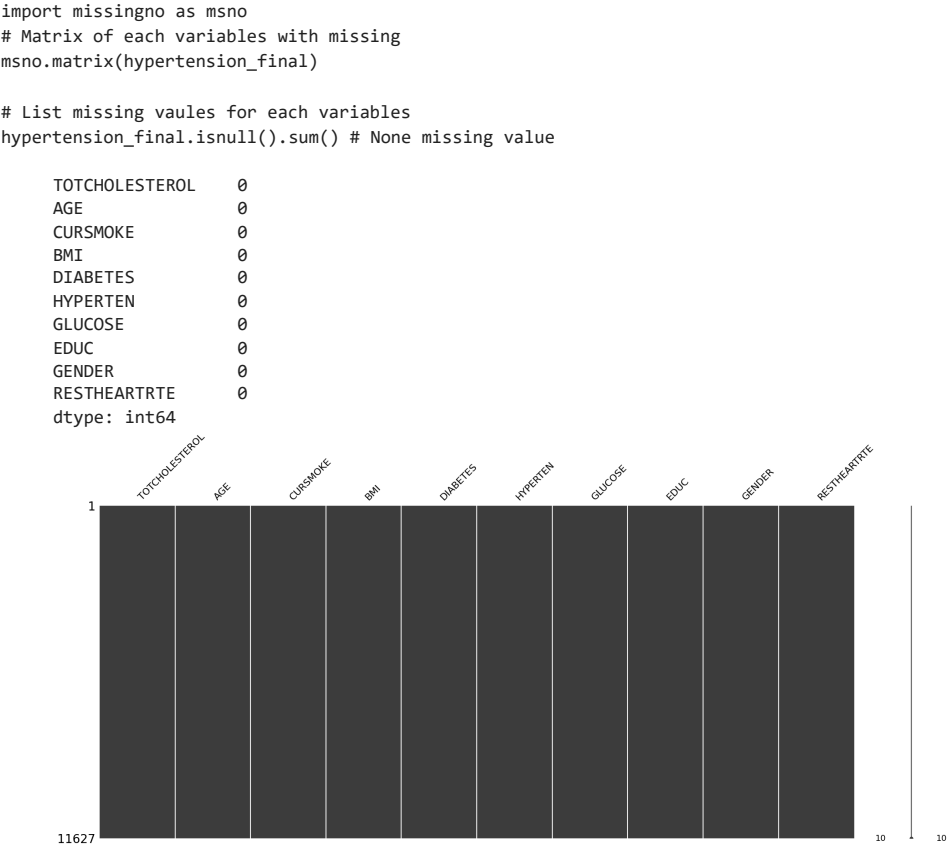 import missingno as msno
# Matrix of each variables with missing
msno.matrix(hypertension_final)
# List missing vaules for each variables
hypertension_final.isnull().sum() # None missing value
TOTCHOLESTEROL 0
AGE 0
CURSMOKE 0
BMI 0
DIABETES 0
HYPERTEN 0
GLUCOSE 0
EDUC 0
GENDER 0
RESTHEARTRTE 0
dtype: int64
TOTCHOLESTEROL AGE CURSMOKE BMI DIABETES HYPERTEN GLUCOSE EDUC GENDER RESTHEARTRTE
1
11627 10 10